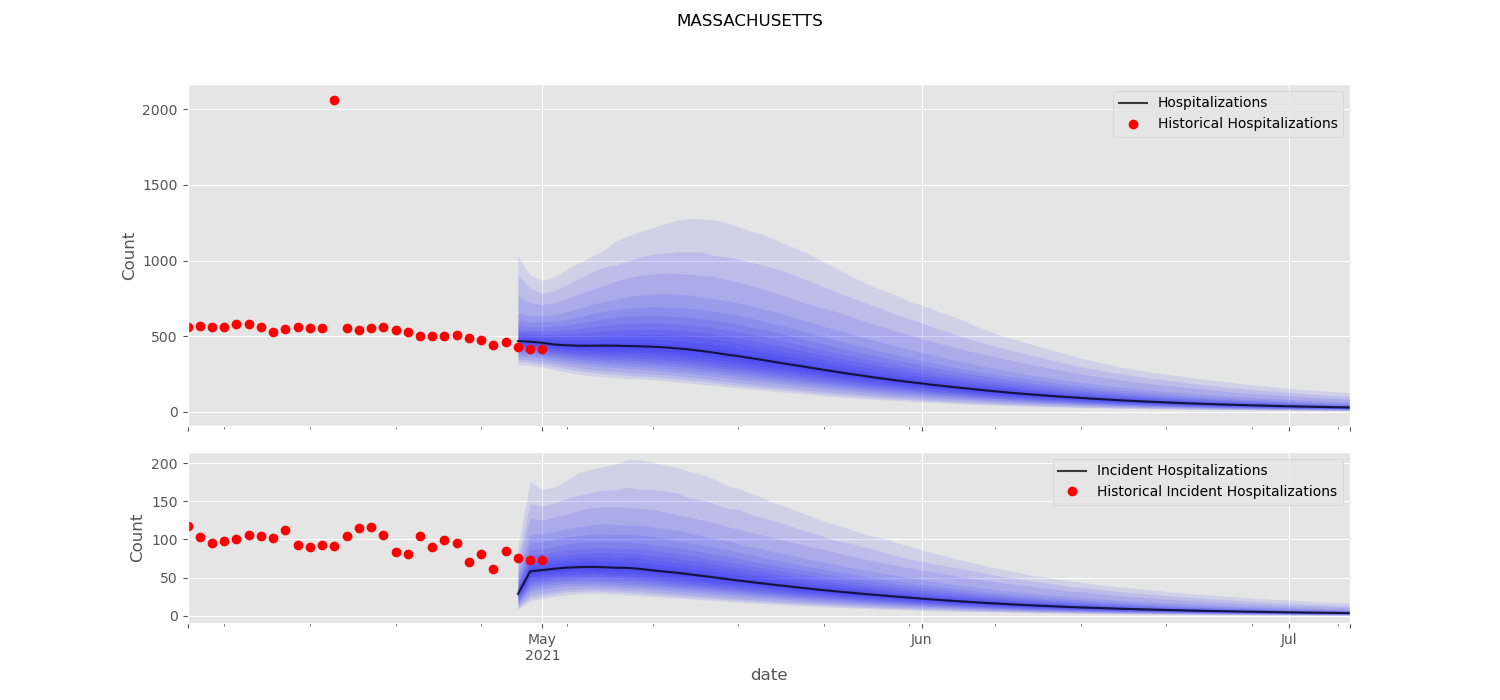 MASSACHUSETTS
Hospitalizations
Historical Hospitalizations
2000
1500
1000
500
0
Count
Incident Hospitalizations
Historical Incident Hospitalizations
200
150
100
50
0
Count
May
2021
Jun
Jul
date